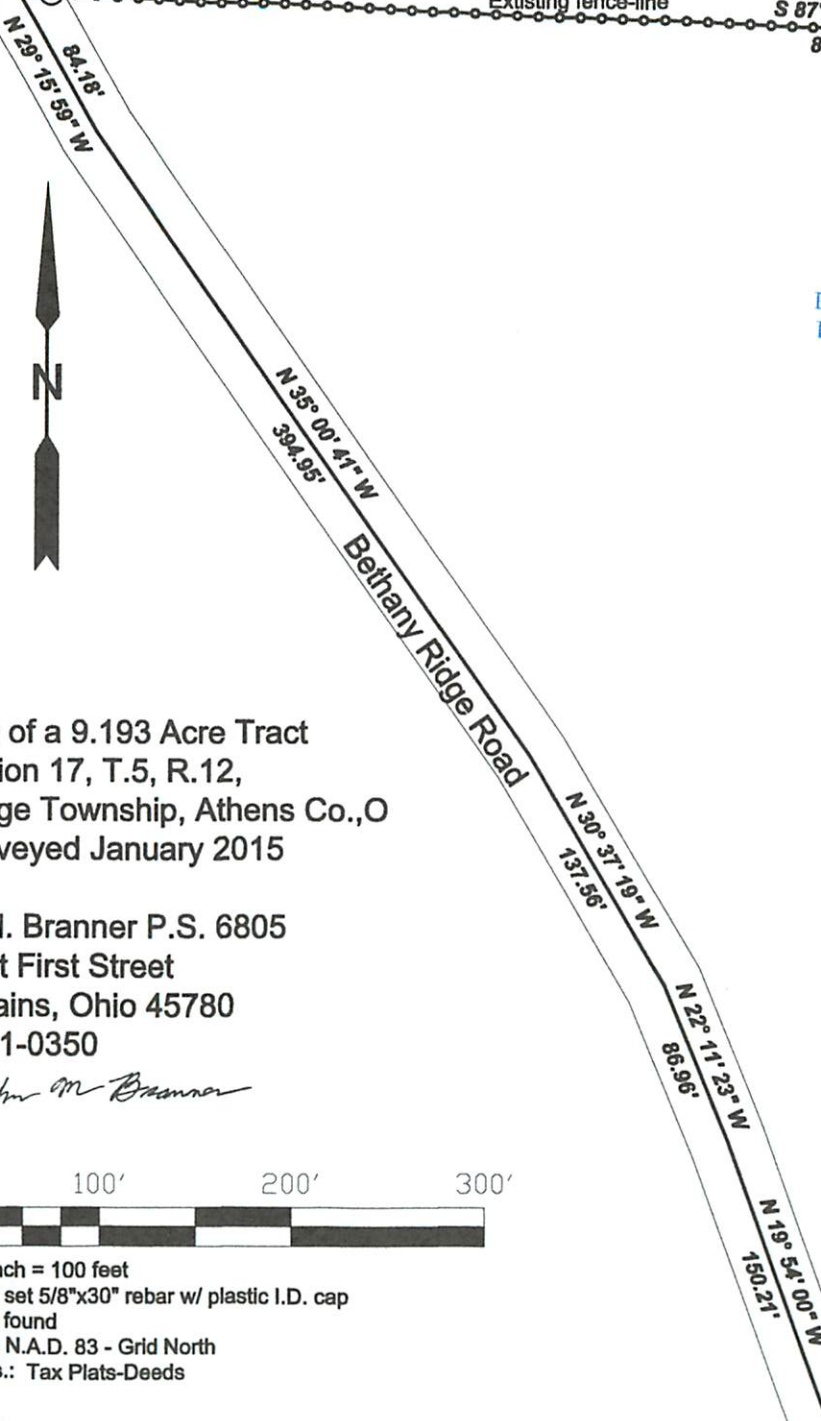 Existing fence-line
S 87°
8
84.18'
N 29° 15' 59" W
N
N 35° 00' 41" W
394.95'
Bethany Ridge Road
of a 9.193 Acre Tract
ion 17, T.5, R.12,
ge Township, Athens Co.,O
veyed January 2015
N 30° 37' 19" W
137.56'
. Branner P.S. 6805
t First Street
ains, Ohio 45780
1-0350
hn M Branner
N 22° 11' 23" W
86.96'
100' 200' 300'
N 19° 54' 00" W
150.21'
nch = 100 feet
set 5/8"x30" rebar w/ plastic I.D. cap
found
N.A.D. 83 - Grid North
s.: Tax Plats-Deeds